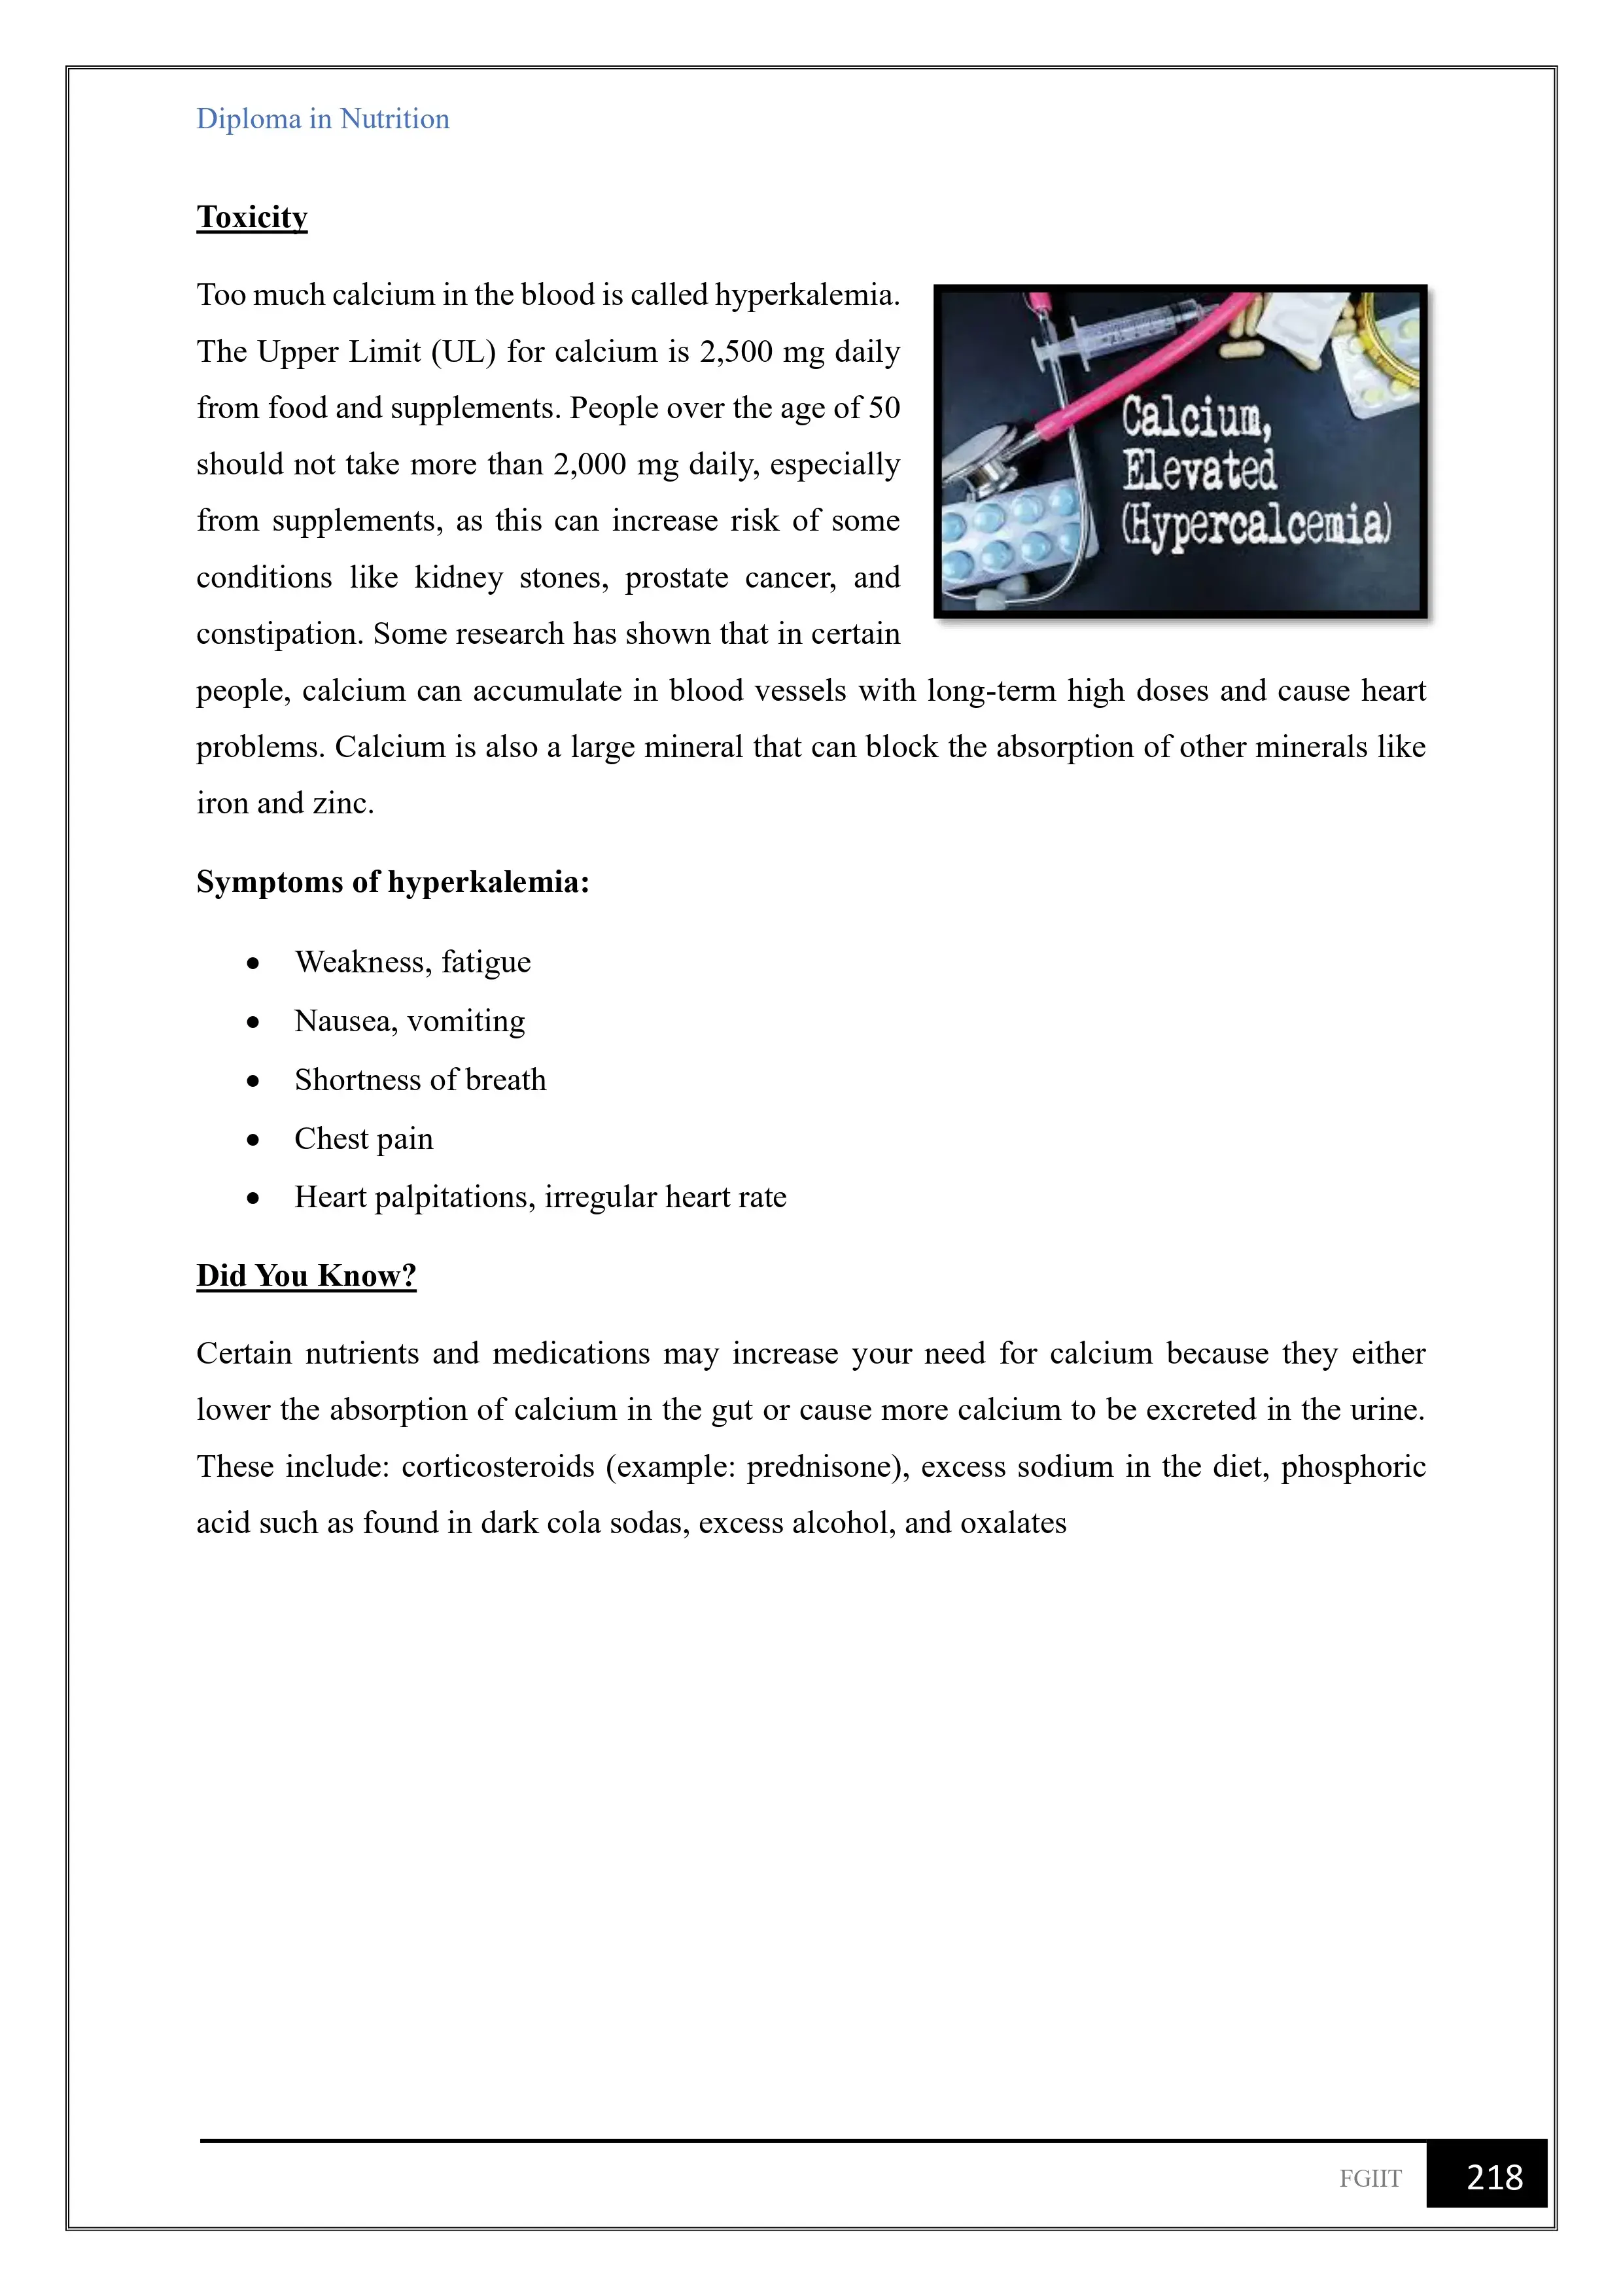 Diploma in Nutrition
Toxicity
Too much calcium in the blood is called hyperkalemia.
The Upper Limit (UL) for calcium is 2,500 mg daily
from food and supplements. People over the age of 50
should not take more than 2,000 mg daily, especially
from supplements, as this can increase risk of some
conditions like kidney stones, prostate cancer, and
constipation. Some research has shown that in certain
people, calcium can accumulate in blood vessels with long-term high doses and cause heart
problems. Calcium is also a large mineral that can block the absorption of other minerals like
iron and zinc.
Calcium,
Elevated
(Hypercalcemia)
Symptoms of hyperkalemia:
• Weakness, fatigue
• Nausea, vomiting
• Shortness of breath
• Chest pain
• Heart palpitations, irregular heart rate
Did You Know?
Certain nutrients and medications may increase your need for calcium because they either
lower the absorption of calcium in the gut or cause more calcium to be excreted in the urine.
These include: corticosteroids (example: prednisone), excess sodium in the diet, phosphoric
acid such as found in dark cola sodas, excess alcohol, and oxalates
FGIIT
218